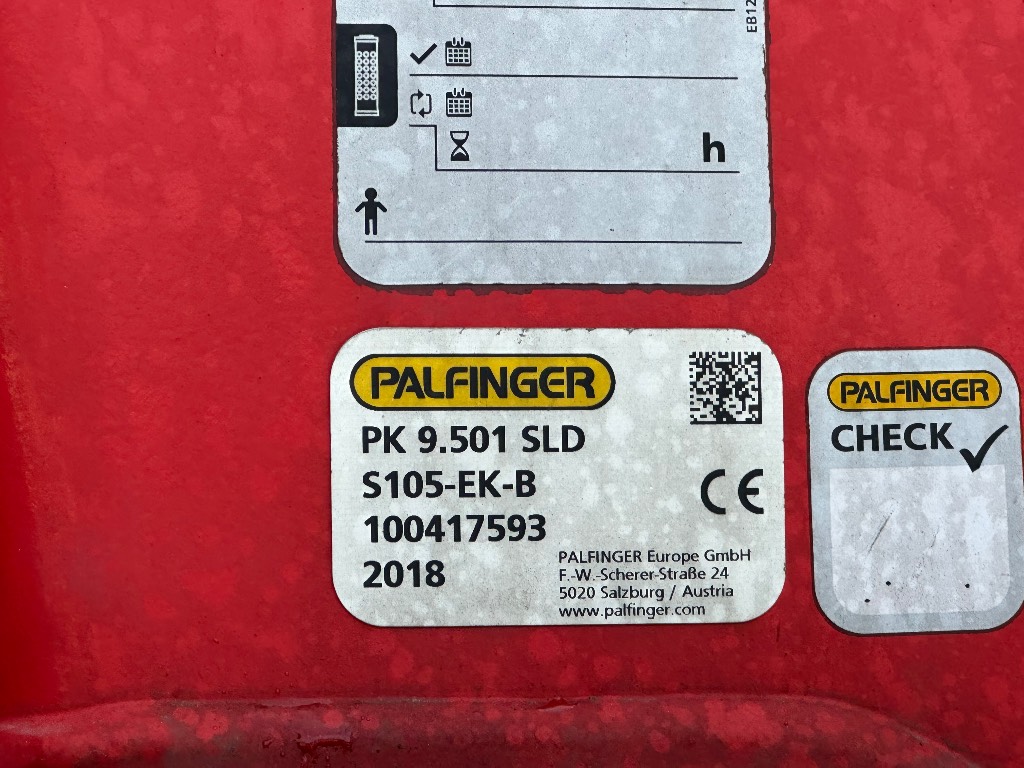 EB12
h
PALFINGER
PK 9.501 SLD
S105-EK-B
100417593
2018
CE
PALFINGER Europe GmbH
F.-W.-Scherer-Straße 24
5020 Salzburg / Austria
www.palfinger.com
PALFINGER
CHECK